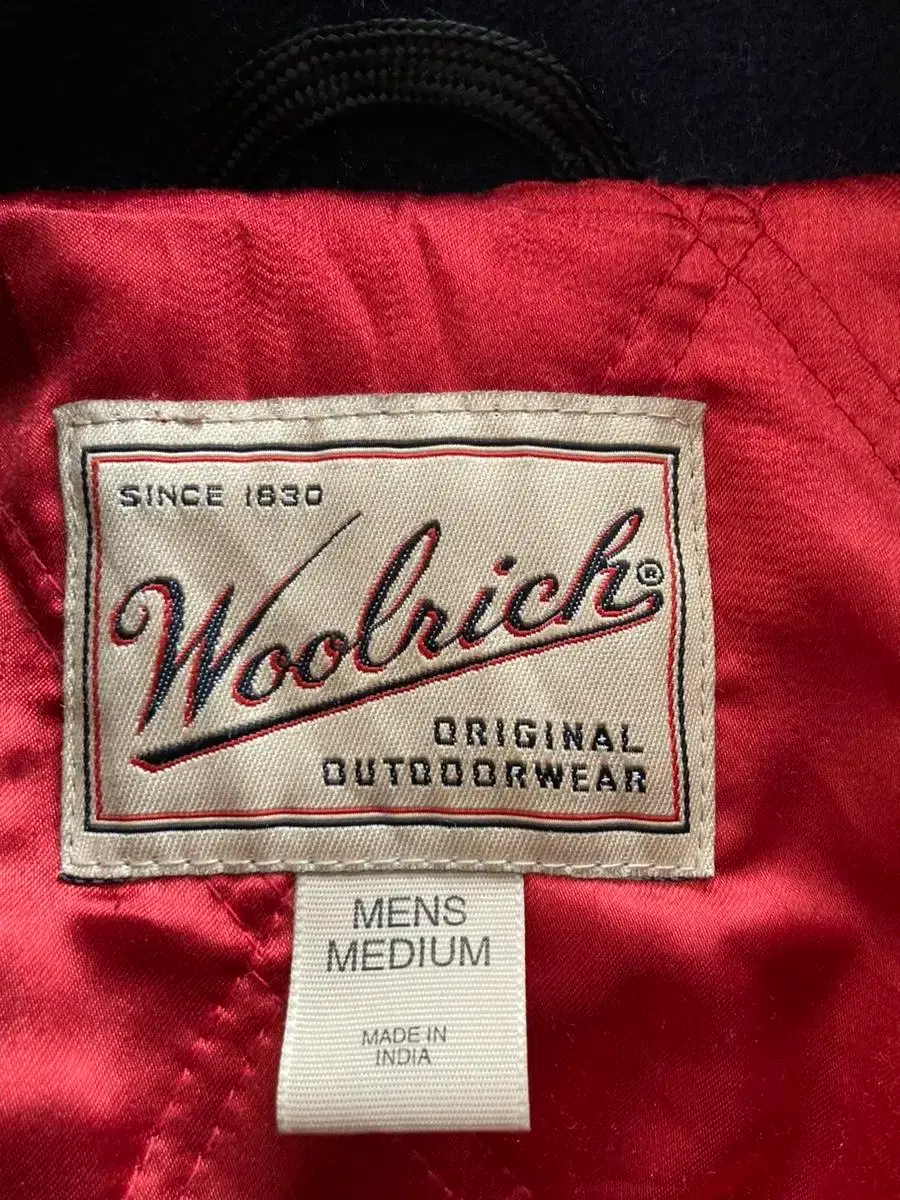 SINCE 1830
Woolrich®
ORIGINAL
OUTDOORWEAR
MENS
MEDIUM
MADE IN
INDIA